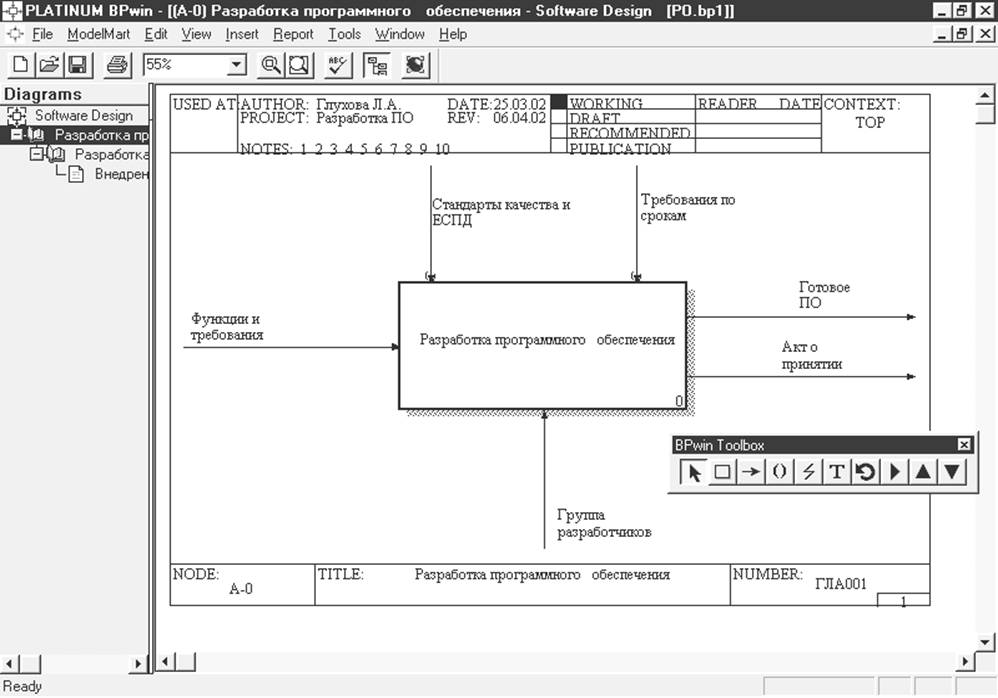 PLATINUM BPwin - [(A-0) Разработка программного обеспечения - Software Design [PO.bp1]]
File ModelMart Edit View Insert Report Tools Window Help
55%
ABC
Diagrams
Software Design
Разработка пр
Разработка
Внедрен
USED AT AUTHOR: Глухова Л.А. DATE:25.03.02 WORKING READER DATE CONTEXT:
PROJECT: Разработка ПО REV: 06.04.02 DRAFT TOP
RECOMMENDED
NOTES: 1 2 3 4 5 6 7 8 9 10 PUBLICATION
Стандарты качества и
ЕСПД
Требования по
срокам
Функции и
требования
Разработка программного обеспечения
0
Готовое
ПО
Акт о
принятии
BPwin Toolbox
T
Группа
разработчиков
NODE: TITLE: Разработка программного обеспечения NUMBER:
А-0 ГЛА001
1
Ready